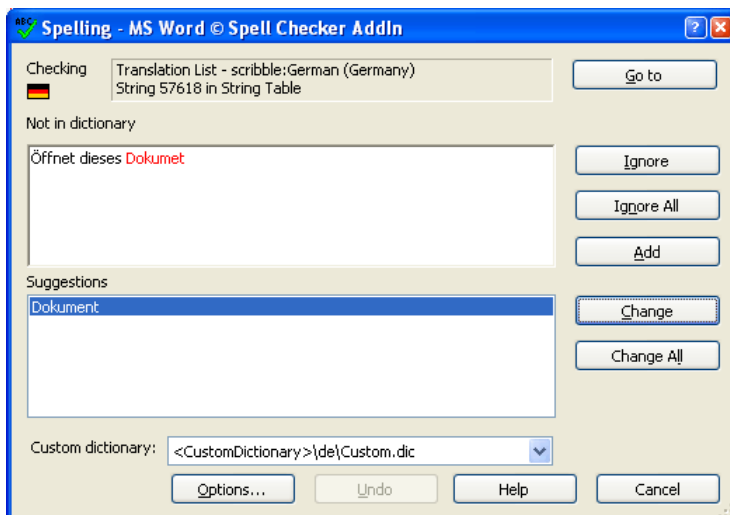 ABC
Spelling - MS Word © Spell Checker AddIn
Checking
Translation List - scribble:German (Germany)
String 57618 in String Table
Go to
Not in dictionary
Öffnet dieses Dokumet
Ignore
Ignore All
Add
Suggestions
Dokument
Change
Change All
Custom dictionary:
<CustomDictionary>\de\Custom.dic
Options...
Undo
Help
Cancel